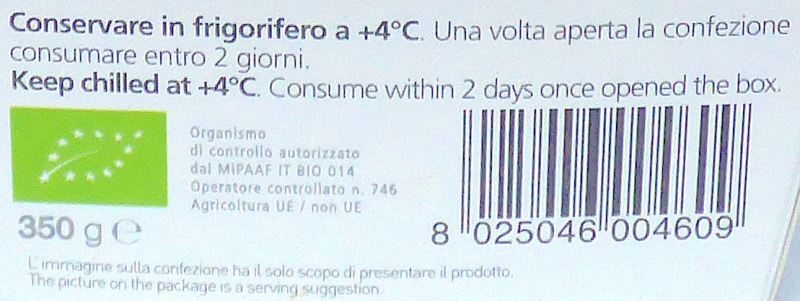 Conservare in frigorifero a +4°C. Una volta aperta la confezione
consumare entro 2 giorni.
Keep chilled at +4°C. Consume within 2 days once opened the box.
Organismo
di controllo autorizzato
dal MIPAAF IT BIO 014
Operatore controllato n. 746
Agricoltura UE / non UE
350 g e
8 025046 004609
L'immagine sulla confezione ha il solo scopo di presentare il prodotto.
The picture on the package is a serving suggestion.